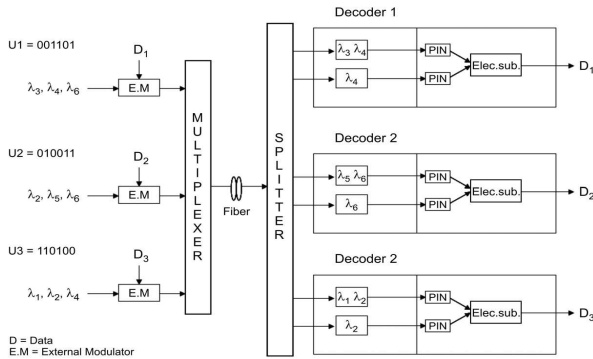 U1 = 001101
D1
λ3, λ4, λ6
E.M
U2 = 010011
D2
λ2, λ5, λ6
E.M
U3 = 110100
D3
λ1, λ2, λ4
E.M
D = Data
E.M = External Modulator
MULTIPLEXER
Fiber
SPLITTER
Decoder 1
λ3 λ4
PIN
λ4
PIN
Elec.sub.
D1
Decoder 2
λ5 λ6
PIN
λ6
PIN
Elec.sub.
D2
Decoder 2
λ1 λ2
PIN
λ2
PIN
Elec.sub.
D3